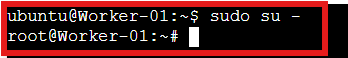 ubuntu@Worker-01:~$ sudo su -
root@Worker-01:~#